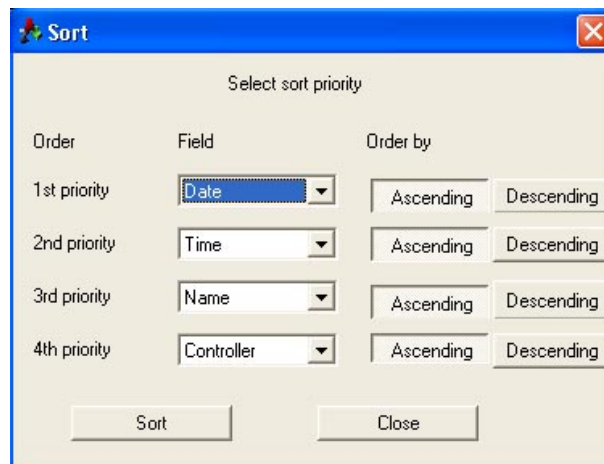 Sort
Select sort priority
Order Field Order by
1st priority Date Ascending Descending
2nd priority Time Ascending Descending
3rd priority Name Ascending Descending
4th priority Controller Ascending Descending
Sort Close